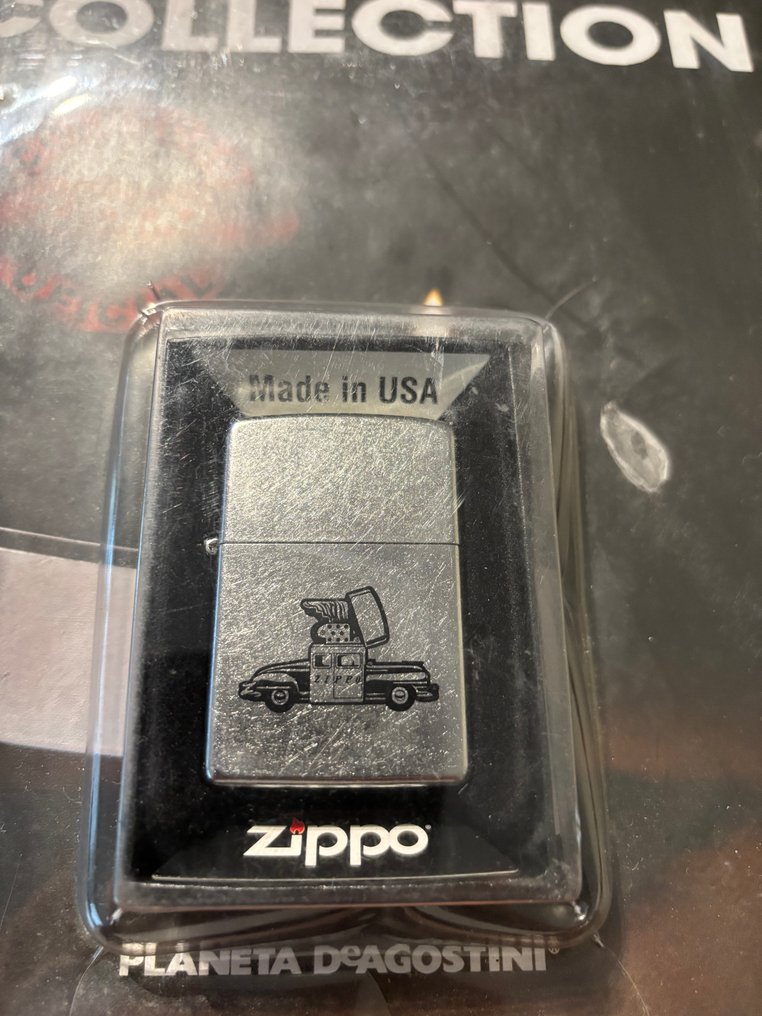 COLLECTION
Made in USA
ZIPPO
zippo
PLANETA DeAGOSTINI®